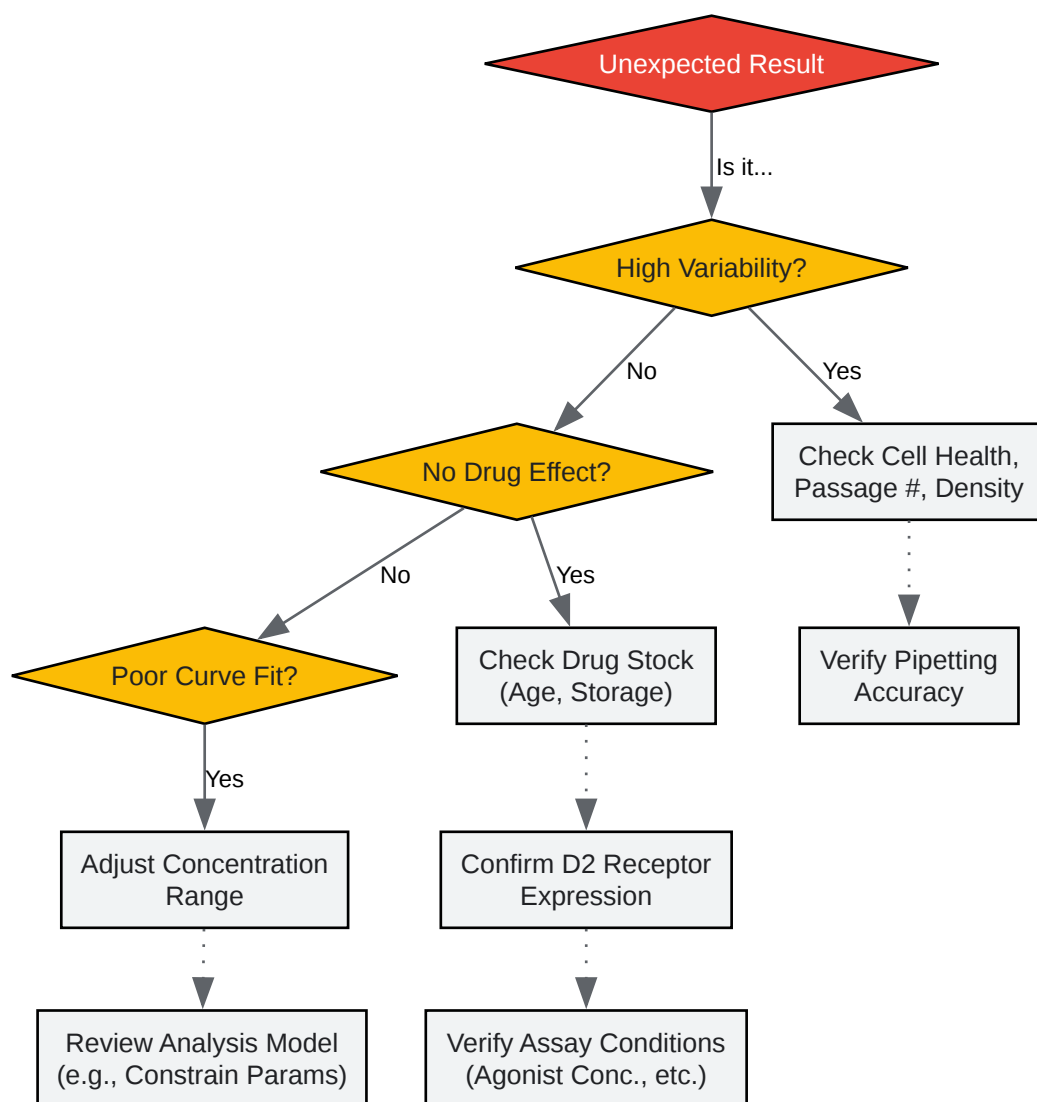 Unexpected Result
Is it...
High Variability?
No
Yes
No Drug Effect?
Check Cell Health,
Passage #, Density
No
Yes
Poor Curve Fit?
Check Drug Stock
(Age, Storage)
Verify Pipetting
Accuracy
Yes
Adjust Concentration
Range
Confirm D2 Receptor
Expression
Review Analysis Model
(e.g., Constrain Params)
Verify Assay Conditions
(Agonist Conc., etc.)